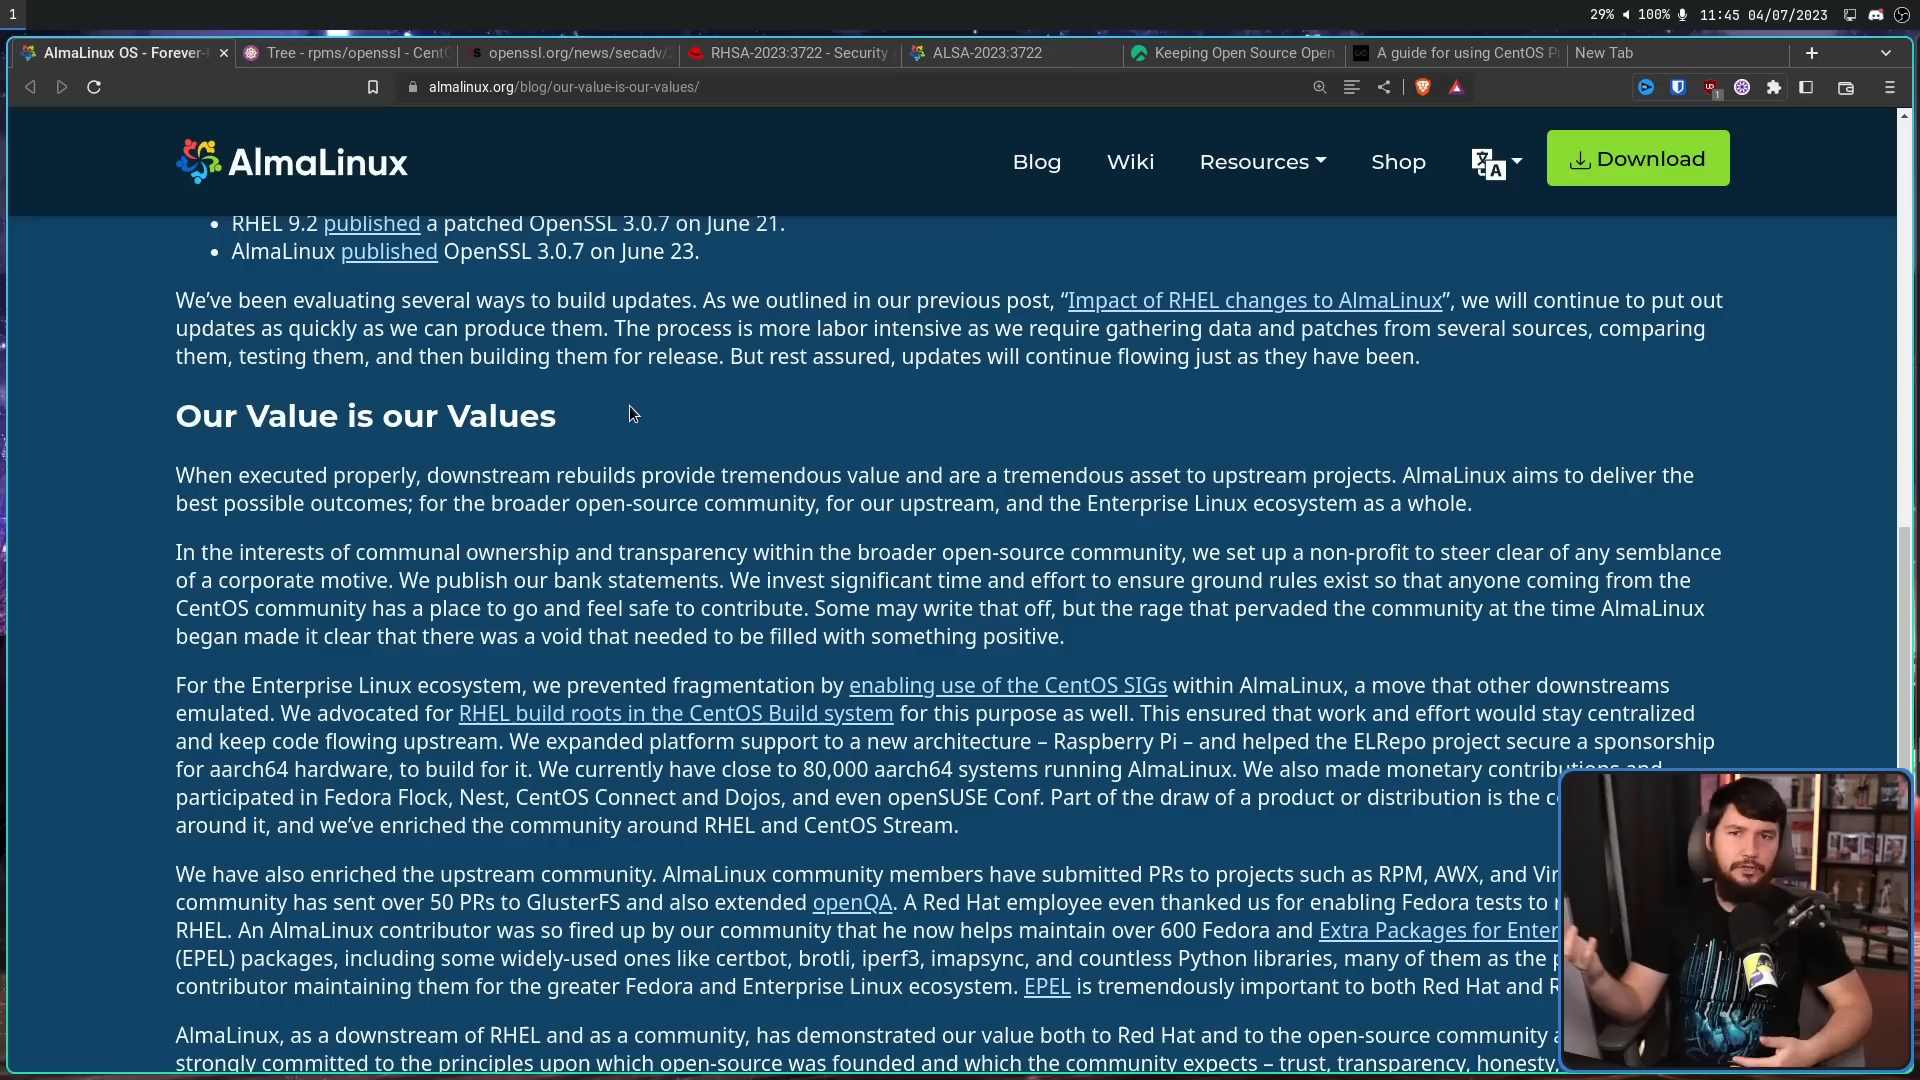 1
29% 100% 11:45 04/07/2023
AlmaLinux OS - Forever-
Tree - rpms/openssl - Cent
openssl.org/news/secadv/
RHSA-2023:3722 - Security
ALSA-2023:3722
Keeping Open Source Open
A guide for using CentOS P
New Tab
almalinux.org/blog/our-value-is-our-values/
AlmaLinux
Blog
Wiki
Resources
Shop
Download
• RHEL 9.2 published a patched OpenSSL 3.0.7 on June 21.
• AlmaLinux published OpenSSL 3.0.7 on June 23.
We’ve been evaluating several ways to build updates. As we outlined in our previous post, “Impact of RHEL changes to AlmaLinux”, we will continue to put out
updates as quickly as we can produce them. The process is more labor intensive as we require gathering data and patches from several sources, comparing
them, testing them, and then building them for release. But rest assured, updates will continue flowing just as they have been.
Our Value is our Values
When executed properly, downstream rebuilds provide tremendous value and are a tremendous asset to upstream projects. AlmaLinux aims to deliver the
best possible outcomes; for the broader open-source community, for our upstream, and the Enterprise Linux ecosystem as a whole.
In the interests of communal ownership and transparency within the broader open-source community, we set up a non-profit to steer clear of any semblance
of a corporate motive. We publish our bank statements. We invest significant time and effort to ensure ground rules exist so that anyone coming from the
CentOS community has a place to go and feel safe to contribute. Some may write that off, but the rage that pervaded the community at the time AlmaLinux
began made it clear that there was a void that needed to be filled with something positive.
For the Enterprise Linux ecosystem, we prevented fragmentation by enabling use of the CentOS SIGs within AlmaLinux, a move that other downstreams
emulated. We advocated for RHEL build roots in the CentOS Build system for this purpose as well. This ensured that work and effort would stay centralized
and keep code flowing upstream. We expanded platform support to a new architecture – Raspberry Pi – and helped the ELRepo project secure a sponsorship
for aarch64 hardware, to build for it. We currently have close to 80,000 aarch64 systems running AlmaLinux. We also made monetary contributions and
participated in Fedora Flock, Nest, CentOS Connect and Dojos, and even openSUSE Conf. Part of the draw of a product or distribution is the
around it, and we’ve enriched the community around RHEL and CentOS Stream.
We have also enriched the upstream community. AlmaLinux community members have submitted PRs to projects such as RPM, AWX, and
community has sent over 50 PRs to GlusterFS and also extended openQA. A Red Hat employee even thanked us for enabling Fedora tests to
RHEL. An AlmaLinux contributor was so fired up by our community that he now helps maintain over 600 Fedora and Extra Packages for Enter
(EPEL) packages, including some widely-used ones like certbot, brotli, iperf3, imapsync, and countless Python libraries, many of them as the
contributor maintaining them for the greater Fedora and Enterprise Linux ecosystem. EPEL is tremendously important to both Red Hat and
AlmaLinux, as a downstream of RHEL and as a community, has demonstrated our value both to Red Hat and to the open-source community
strongly committed to the principles upon which open-source was founded and which the community expects – trust, transparency, honesty,